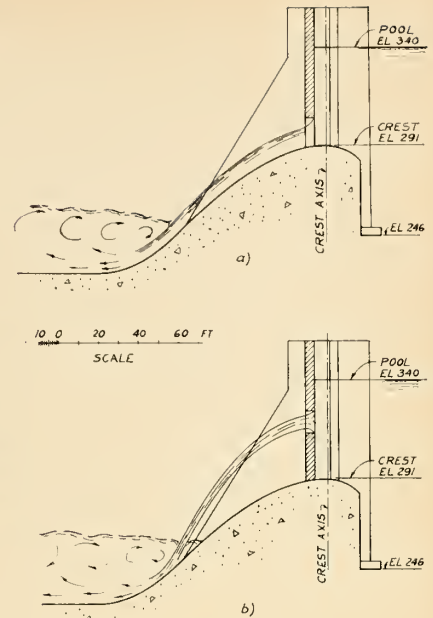 POOL
EL 340
CREST
EL 291
CREST AXIS
EL 246
a)
10 0 20 40 60 FT
SCALE
POOL
EL 340
CREST
EL 291
CREST AXIS
EL 246
b)